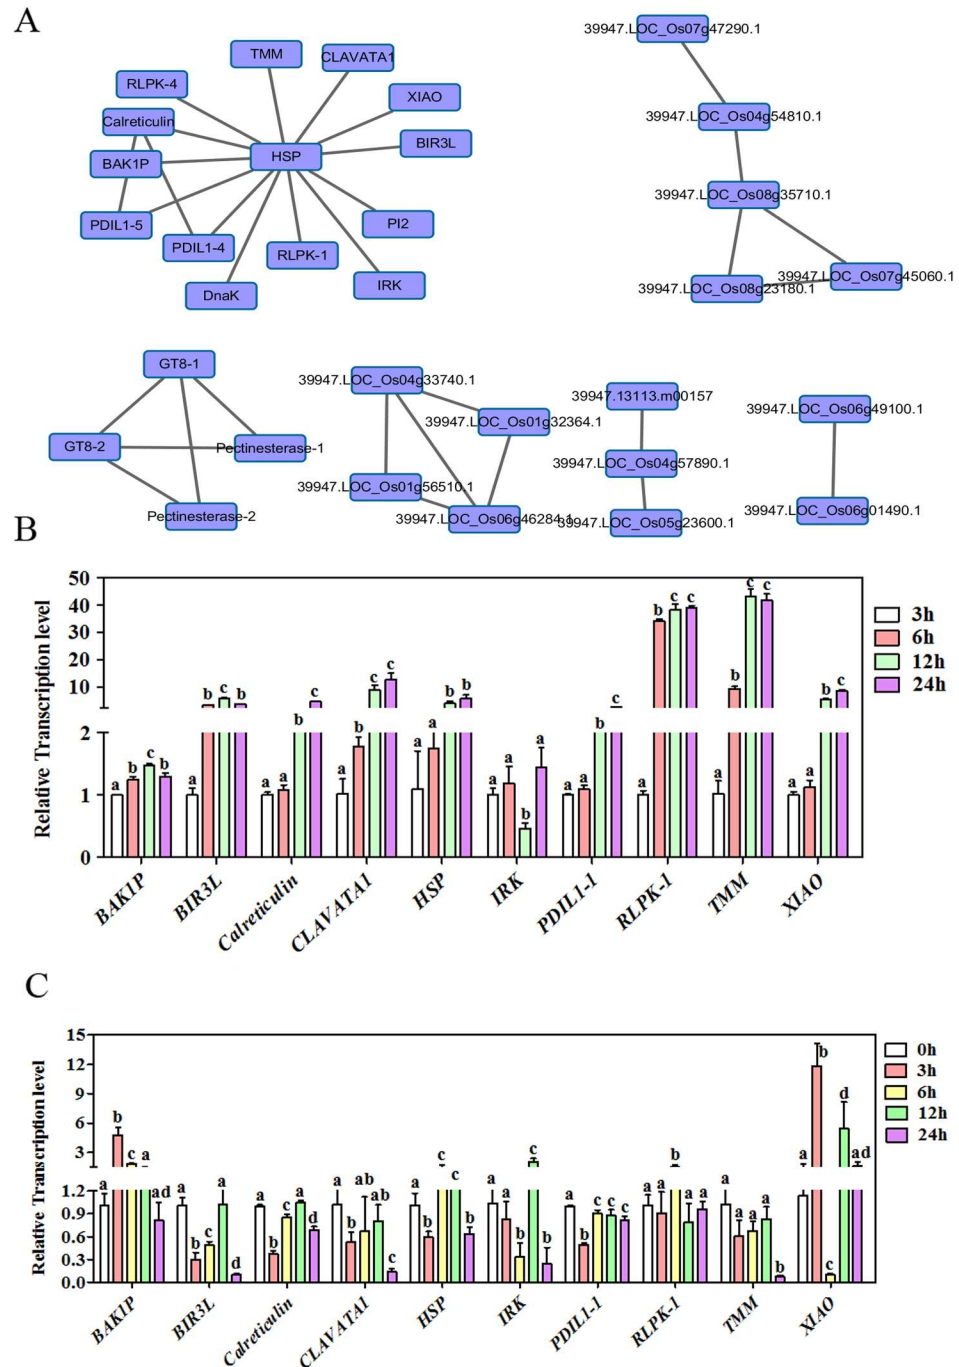 A
39947.LOC_Os07g47290.1
TMM
CLAVATA1
RLPK-4
XIAO
Calreticulin
39947.LOC_Os04g54810.1
BIR3L
HSP
BAK1P
39947.LOC_Os08g35710.1
PDIL1-5
PI2
PDIL1-4
RLPK-1
39947.LOC_Os07g45060.1
IRK
39947.LOC_Os08g23180.1
DnaK
GT8-1
39947.LOC_Os04g33740.1
39947.13113.m00157
39947.LOC_Os06g49100.1
39947.LOC_Os01g32364.1
GT8-2
Pectinesterase-1
39947.LOC_Os04g57890.1
39947.LOC_Os01g56510.1
39947.LOC_Os06g01490.1
Pectinesterase-2
39947.LOC_Os06g46284.1
39947.LOC_Os05g23600.1
B
Relative Transcription level
50
40
30
20
10
2
1
0
a b c b
b c b
a
c
b
a a
c
c
b
a
b b
a
a
a
a
b
a
c
b
a a
b c c
a
c c
b
a
b c
a a
3h
6h
12h
24h
BAK1P
BIR3L
Calreticulin
CLAVATA1
HSP
IRK
PDIL1-1
RLPK-1
TMM
XIAO
C
Relative Transcription level
15
12
9
6
3
1.2
0.9
0.6
0.3
0.0
a b c a a d
a b c a d
a b c a d
a b ab ab c
a b c c b
a a b c b
a b c c c
a a b a a
a a a a b
a b c d a d
0h
3h
6h
12h
24h
BAK1P
BIR3L
Calreticulin
CLAVATA1
HSP
IRK
PDIL1-1
RLPK-1
TMM
XIAO